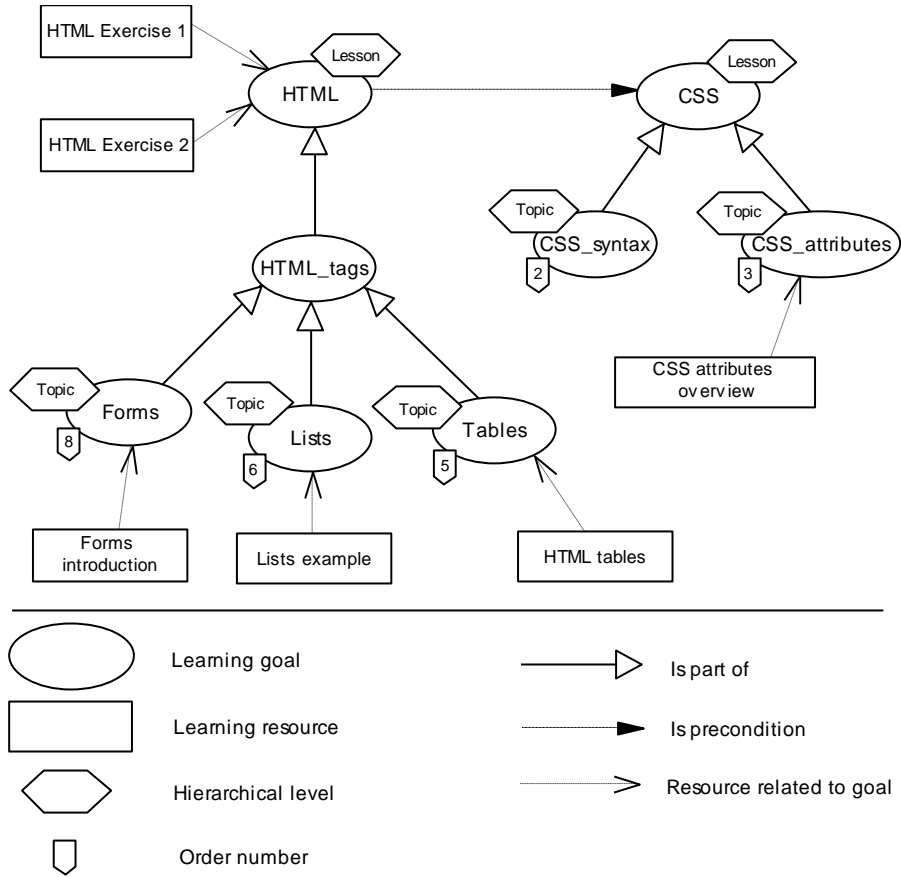 HTML Exercise 1
Lesson
HTML
Lesson
CSS
HTML Exercise 2
Topic
CSS_syntax
2
Topic
CSS_attributes
3
HTML_tags
CSS attributes
overview
Topic
Forms
8
Topic
Lists
6
Topic
Tables
5
Forms
introduction
Lists example
HTML tables
Learning goal
Is part of
Learning resource
Is precondition
Hierarchical level
Resource related to goal
Order number